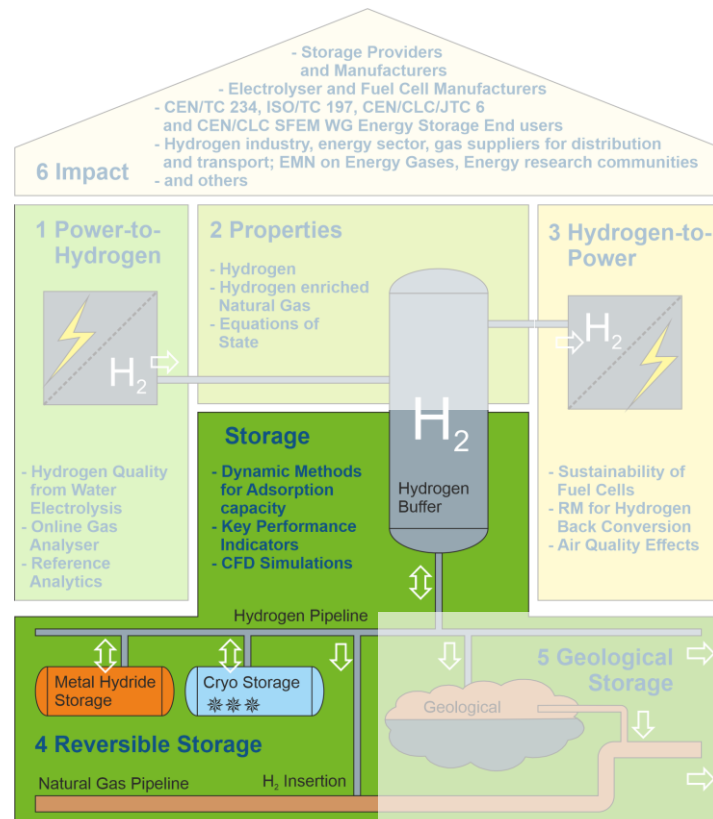 - Storage Providers
and Manufacturers
- Electrolyser and Fuel Cell Manufacturers
- CEN/TC 234, ISO/TC 197, CEN/CLC/JTC 6
and CEN/CLC SFEM WG Energy Storage End users
- Hydrogen industry, energy sector, gas suppliers for distribution
and transport; EMN on Energy Gases, Energy research communities
- and others
6 Impact
1 Power-to-
Hydrogen
H₂
- Hydrogen Quality
from Water
Electrolysis
- Online Gas
Analyser
- Reference
Analytics
2 Properties
- Hydrogen
- Hydrogen enriched
Natural Gas
- Equations of
State
3 Hydrogen-to-
Power
H₂
- Sustainability of
Fuel Cells
- RM for Hydrogen
Back Conversion
- Air Quality Effects
Storage
- Dynamic Methods
for Adsorption
capacity
- Key Performance
Indicators
- CFD Simulations
H₂
Hydrogen
Buffer
Hydrogen Pipeline
Metal Hydride
Storage
Cryo Storage
4 Reversible Storage
5 Geological
Storage
Geological
Natural Gas Pipeline
H₂ Insertion